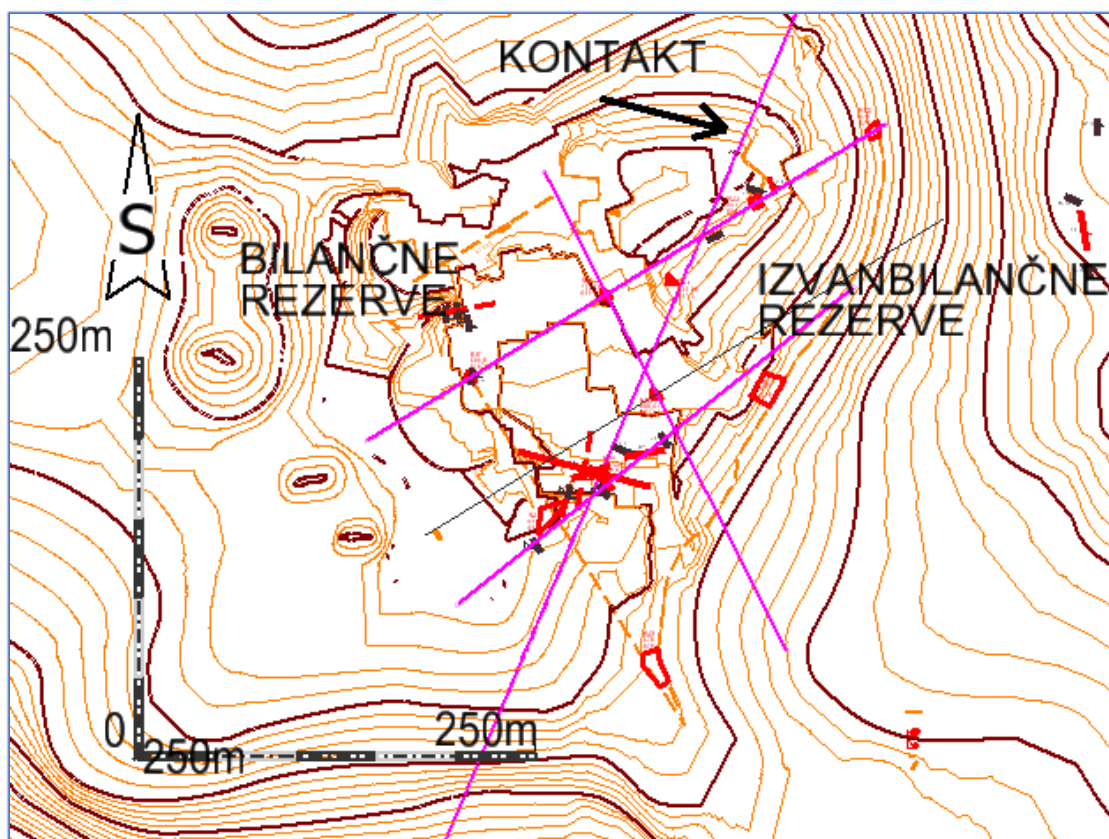 KONTAKT
S
BILANČNE
REZERVE
IZVANBILANČNE
REZERVE
250m
0
250m
250m